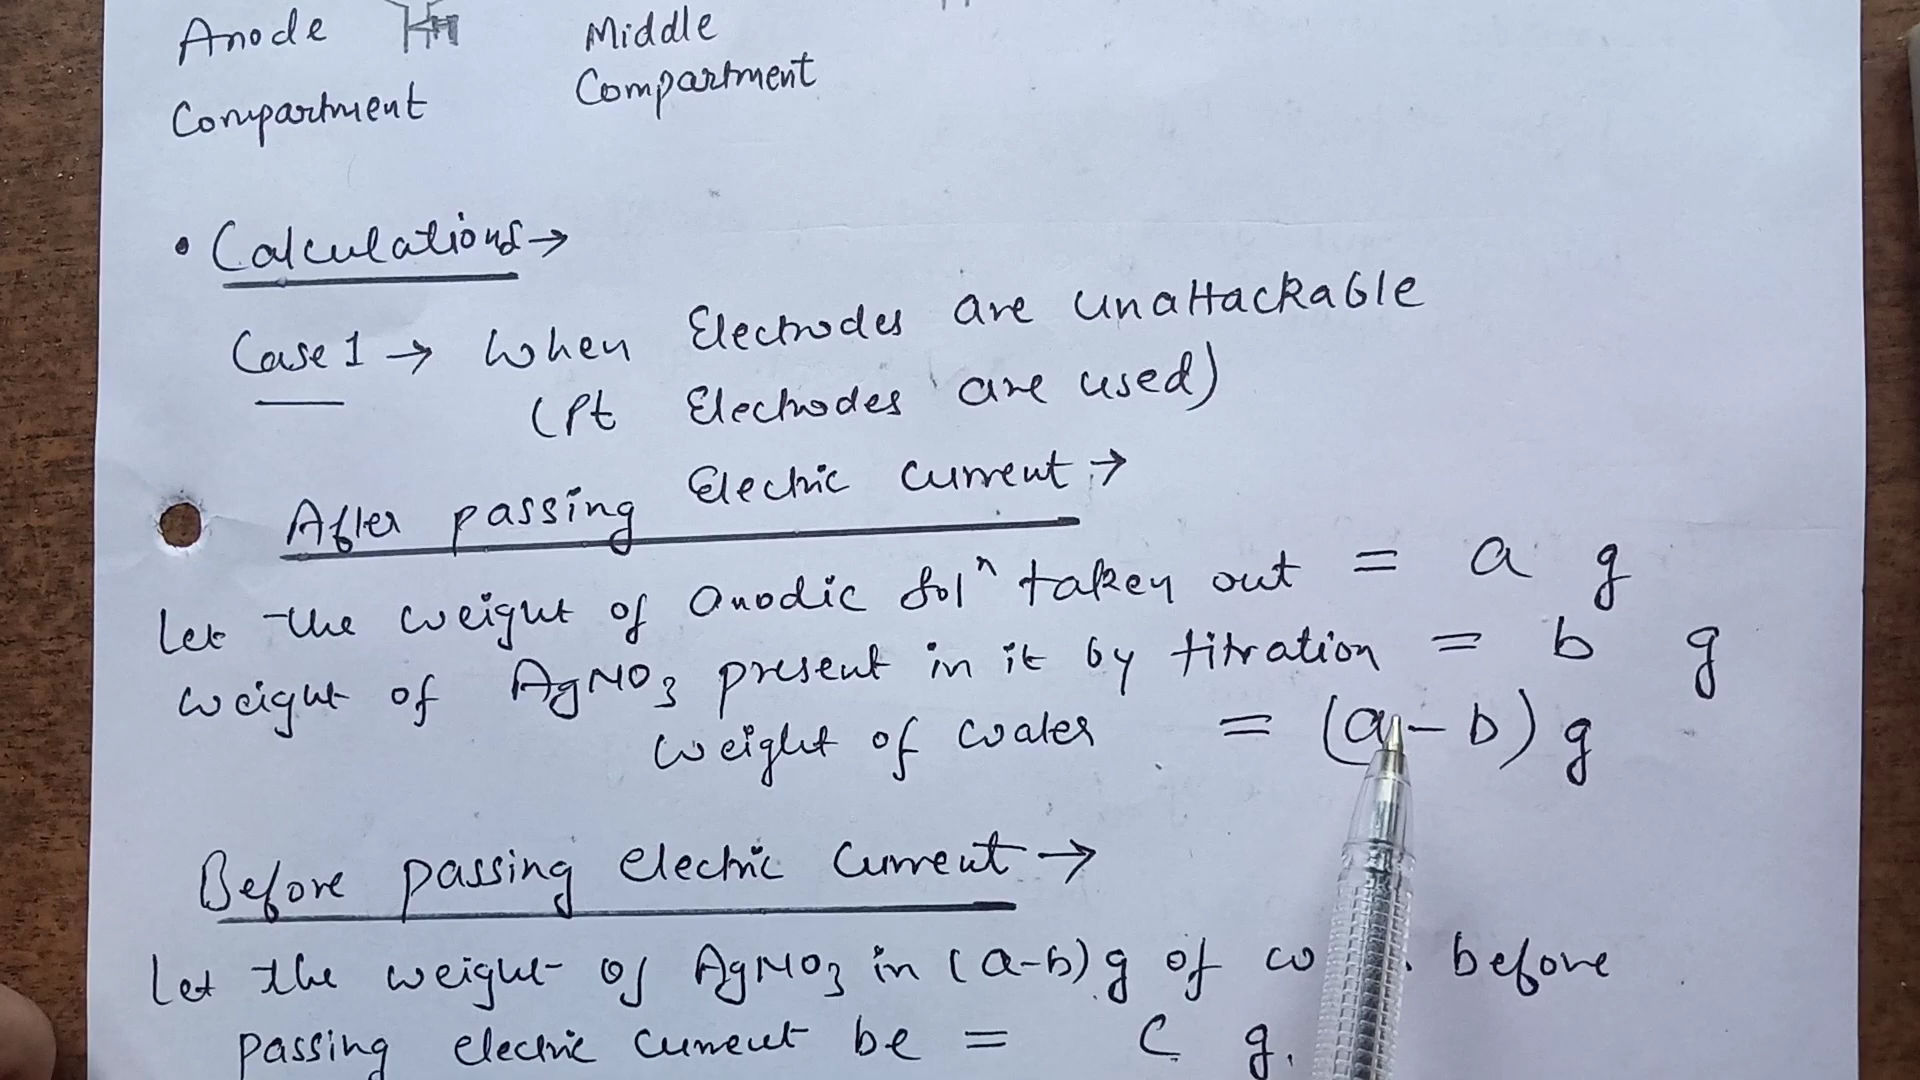 Anode
Compartment
Middle
Compartment
• Calculations →
Case 1 → When Electrodes are unattackable
(Pt Electrodes are used)
After passing Electric current →
Let the weight of anodic solⁿ taken out = a g
weight of AgNO3 present in it by titration = b g
weight of water = (a-b) g
Before passing electric current →
Let the weight of AgNO3 in (a-b) g of before
passing electric current be = C g.